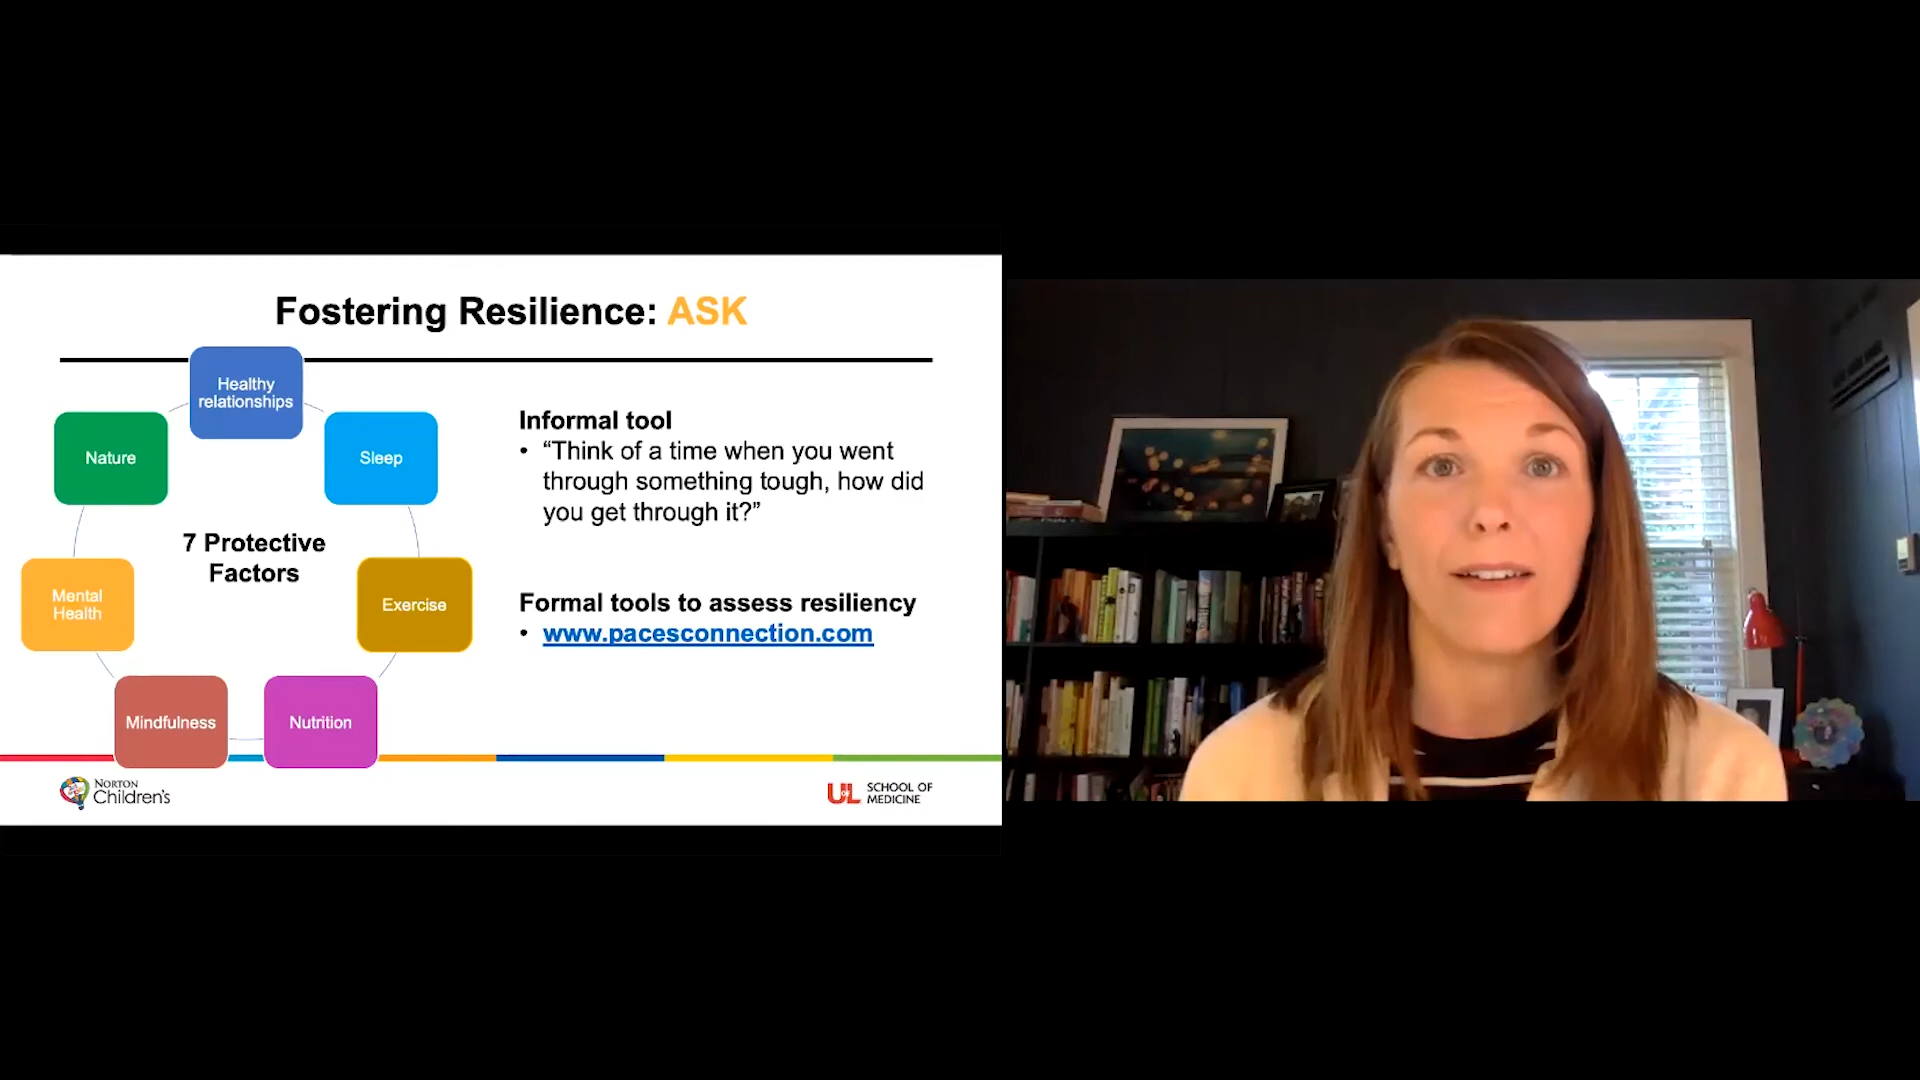 Fostering Resilience: ASK
Healthy
relationships
Nature
Sleep
7 Protective
Factors
Mental
Health
Exercise
Mindfulness
Nutrition
Informal tool
• “Think of a time when you went
through something tough, how did
you get through it?”
Formal tools to assess resiliency
• www.pacesconnection.com
NORTON
Children's
UofL SCHOOL OF
MEDICINE